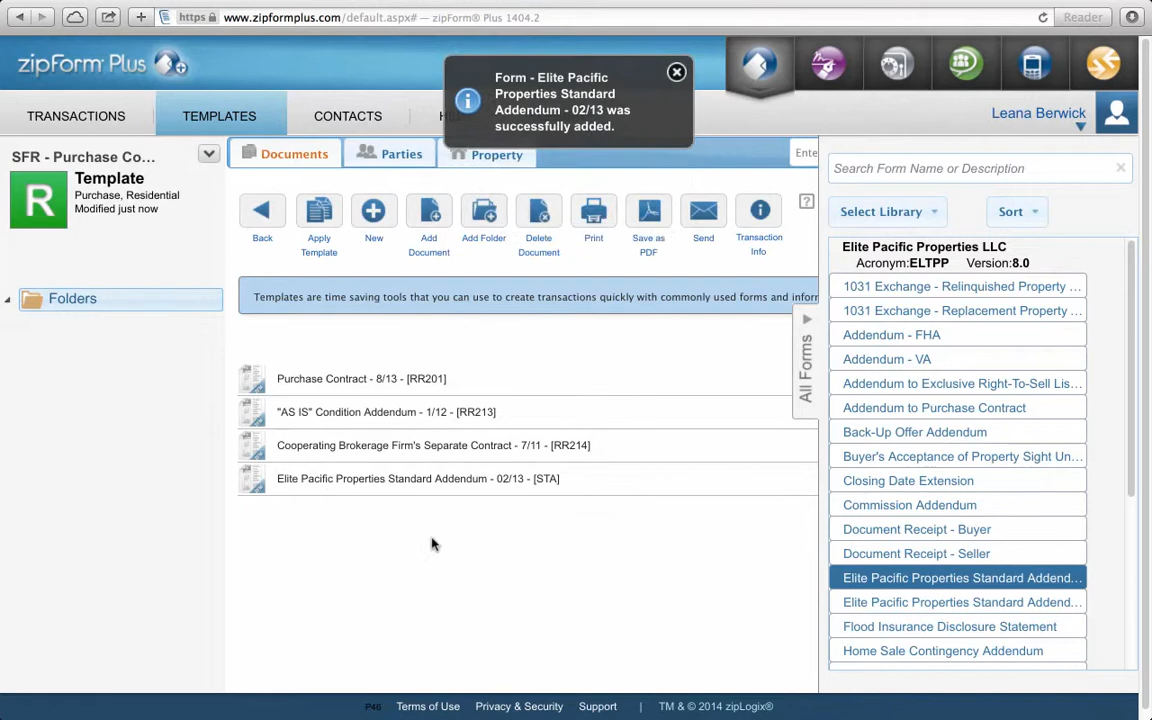 https www.zipformplus.com/default.aspx# — zipForm® Plus 1404.2
Reader
zipForm Plus
Form - Elite Pacific
Properties Standard
Addendum - 02/13 was
successfully added.
TRANSACTIONS
TEMPLATES
CONTACTS
Leana Berwick
SFR - Purchase Co...
Template
Purchase, Residential
Modified just now
Documents
Parties
Property
Ente
Search Form Name or Description
Back
Apply
Template
New
Add
Document
Add Folder
Delete
Document
Print
Save as
PDF
Send
Transaction
Info
Select Library
Sort
Folders
Templates are time saving tools that you can use to create transactions quickly with commonly used forms and inforr
All Forms
Purchase Contract - 8/13 - [RR201]
"AS IS" Condition Addendum - 1/12 - [RR213]
Cooperating Brokerage Firm's Separate Contract - 7/11 - [RR214]
Elite Pacific Properties Standard Addendum - 02/13 - [STA]
Elite Pacific Properties LLC
Acronym:ELTPP Version:8.0
1031 Exchange - Relinquished Property ...
1031 Exchange - Replacement Property ...
Addendum - FHA
Addendum - VA
Addendum to Exclusive Right-To-Sell Lis...
Addendum to Purchase Contract
Back-Up Offer Addendum
Buyer's Acceptance of Property Sight Un...
Closing Date Extension
Commission Addendum
Document Receipt - Buyer
Document Receipt - Seller
Elite Pacific Properties Standard Addend...
Elite Pacific Properties Standard Addend...
Flood Insurance Disclosure Statement
Home Sale Contingency Addendum
P46 Terms of Use Privacy & Security Support | TM & © 2014 zipLogix®